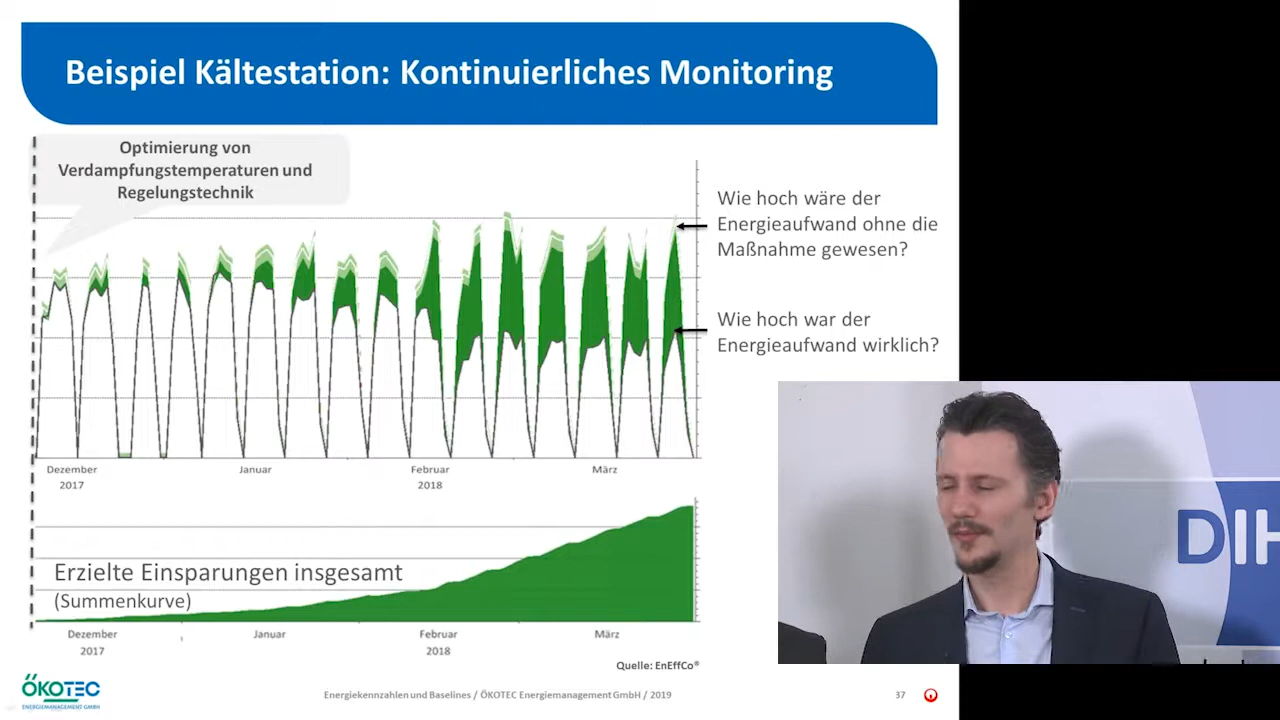 Beispiel Kältestation: Kontinuierliches Monitoring
Optimierung von
Verdampfungstemperaturen und
Regelungstechnik
Wie hoch wäre der
Energieaufwand ohne die
Maßnahme gewesen?
Wie hoch war der
Energieaufwand wirklich?
Dezember Januar Februar März
2017 2018
Erzielte Einsparungen insgesamt
(Summenkurve)
Dezember Januar Februar März
2017 2018
Quelle: EnEffCo®
ÖKOTEC
ENERGIEMANAGEMENT GMBH
Energiekennzahlen und Baselines / ÖKOTEC Energiemanagement GmbH / 2019
37
DIH